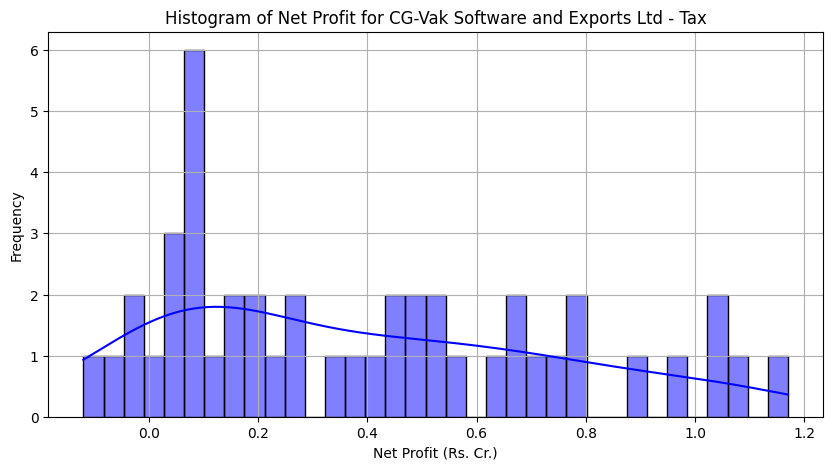 Histogram of Net Profit for CG-Vak Software and Exports Ltd - Tax
6
5
4
3
2
1
0
Frequency
0.0 0.2 0.4 0.6 0.8 1.0 1.2
Net Profit (Rs. Cr.)